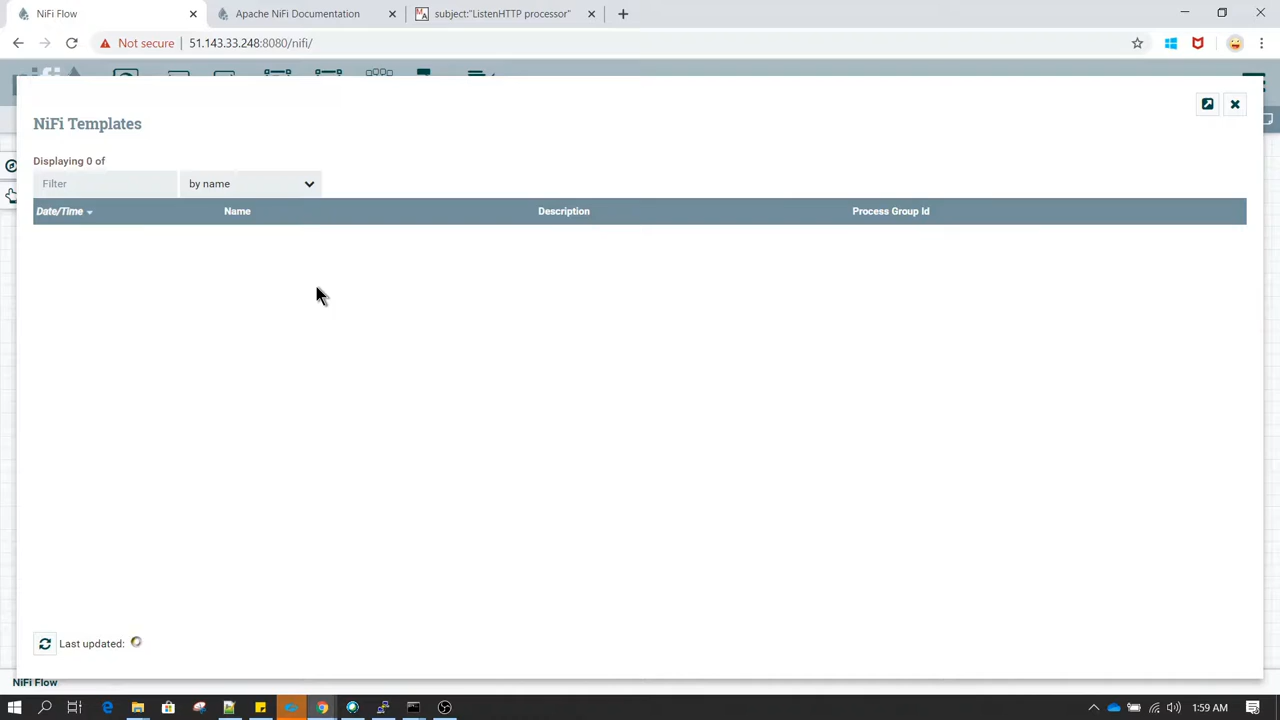 NiFi Flow
Apache NiFi Documentation
subject:"ListenHTTP processor"
Not secure
51.143.33.248:8080/nifi/
NiFi Templates
Displaying 0 of
Filter
by name
Date/Time
Name
Description
Process Group Id
Last updated:
NiFi Flow
1:59 AM